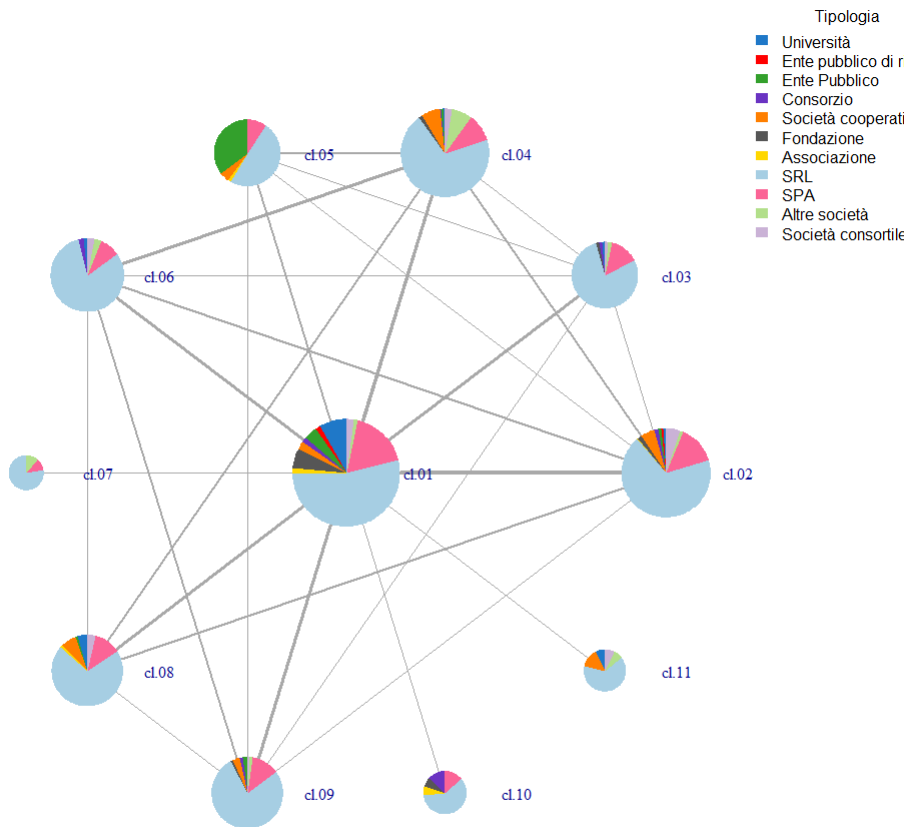 Tipologia
Università
Ente pubblico di r
Ente Pubblico
Consorzio
Società cooperati
Fondazione
Associazione
SRL
SPA
Altre società
Società consortile
cl.05
cl.04
cl.06
cl.03
cl.07
cl.01
cl.02
cl.08
cl.11
cl.09
cl.10